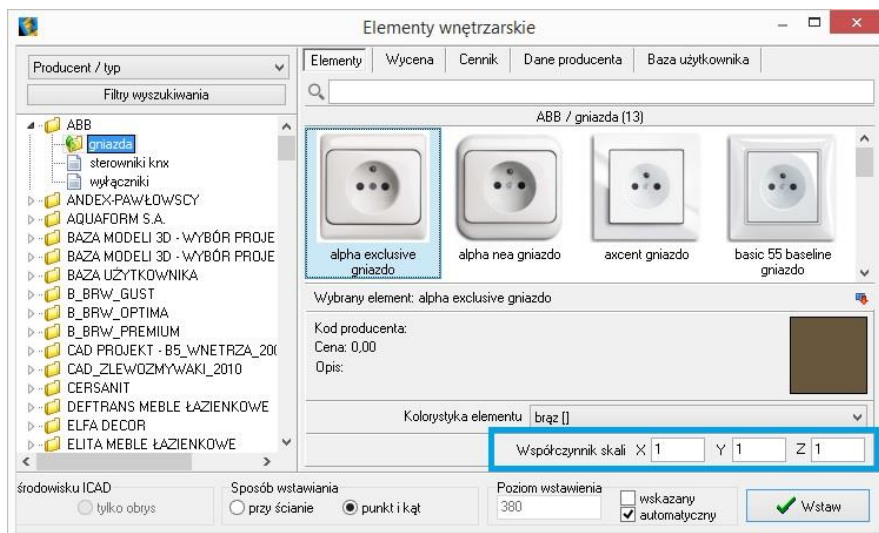 Elementy wnętrzarskie
Producent / typ
Filtry wyszukiwania
ABB
gniazda
sterowniki knx
wyłączniki
ANDEX-PAWŁOWSCY
AQUAFORM S.A.
BAZA MODELI 3D - WYBÓR PROJE
BAZA MODELI 3D - WYBÓR PROJE
BAZA UŻYTKOWNIKA
B_BRW_GUST
B_BRW_OPTIMA
B_BRW_PREMIUM
CAD PROJEKT - B5_WNETRZA_200
CAD_ZLEWOZMYWAKI_2010
CERSANIT
DEFTRANS MEBLE ŁAZIENKOWE
ELFA DECOR
ELITA MEBLE ŁAZIENKOWE
Elementy Wycena Cennik Dane producenta Baza użytkownika
ABB / gniazda (13)
alpha exclusive gniazdo
alpha nea gniazdo
axcent gniazdo
basic 55 baseline gniazdo
Wybrany element: alpha exclusive gniazdo
Kod producenta:
Cena: 0,00
Opis:
Kolorystyka elementu brąz []
Współczynnik skali X 1 Y 1 Z 1
środowisku ICAD
tylko obrys
Sposób wstawiania
przy ścianie punkt i kąt
Poziom wstawienia
380
wskazany
automatyczny
Wstaw